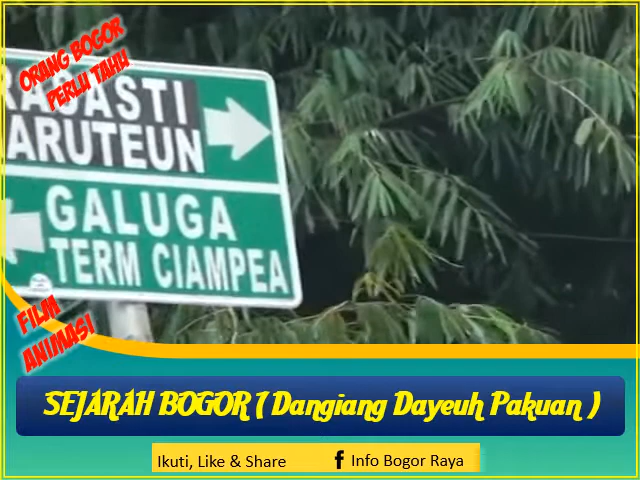 ORANG BOGOR
PERLU TAHU
ARUTEUN
GALUGA
TERM CIAMPEA
FILM
ANIMASI
SEJARAH BOGOR ( Dangiang Dayeuh Pakuan )
Ikuti, Like & Share
Info Bogor Raya